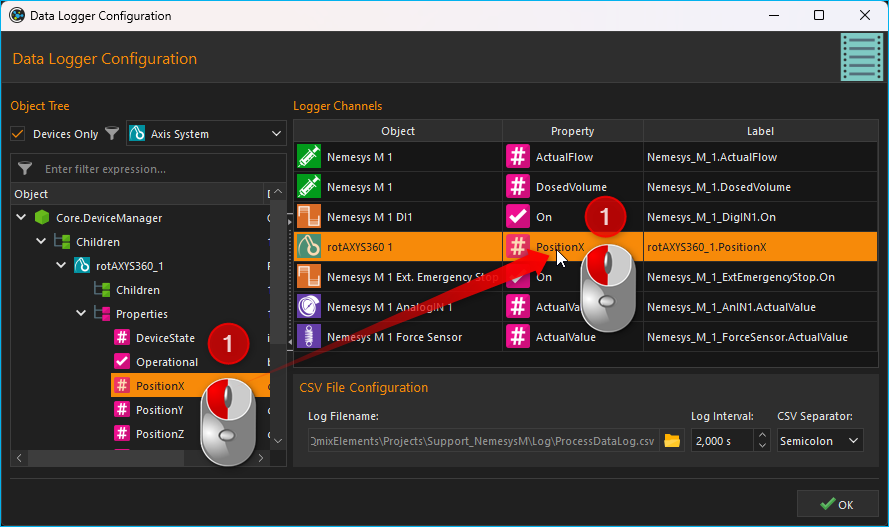 Data Logger Configuration
Data Logger Configuration
Object Tree
Devices Only
Axis System
Enter filter expression...
Object
Core.DeviceManager
Children
rotAXYS360_1
Children
Properties
DeviceState
Operational
PositionX
PositionY
PositionZ
1
Logger Channels
Object Property Label
Nemesys M 1 ActualFlow Nemesys_M_1.ActualFlow
Nemesys M 1 DosedVolume Nemesys_M_1.DosedVolume
Nemesys M 1 DI1 On Nemesys_M_1_DigIN1.On
rotAXYS360 1 PositionX rotAXYS360_1.PositionX
Nemesys M 1 Ext. Emergency Stop On Nemesys_M_1_ExtEmergencyStop.On
Nemesys M 1 AnalogIN 1 ActualValue Nemesys_M_1_AnIN1.ActualValue
Nemesys M 1 Force Sensor ActualValue Nemesys_M_1_ForceSensor.ActualValue
1
CSV File Configuration
Log Filename: Log Interval: CSV Separator:
QmixElements\Projects\Support_NemesysM\Log\ProcessDataLog.csv 2,000 s Semicolon
OK